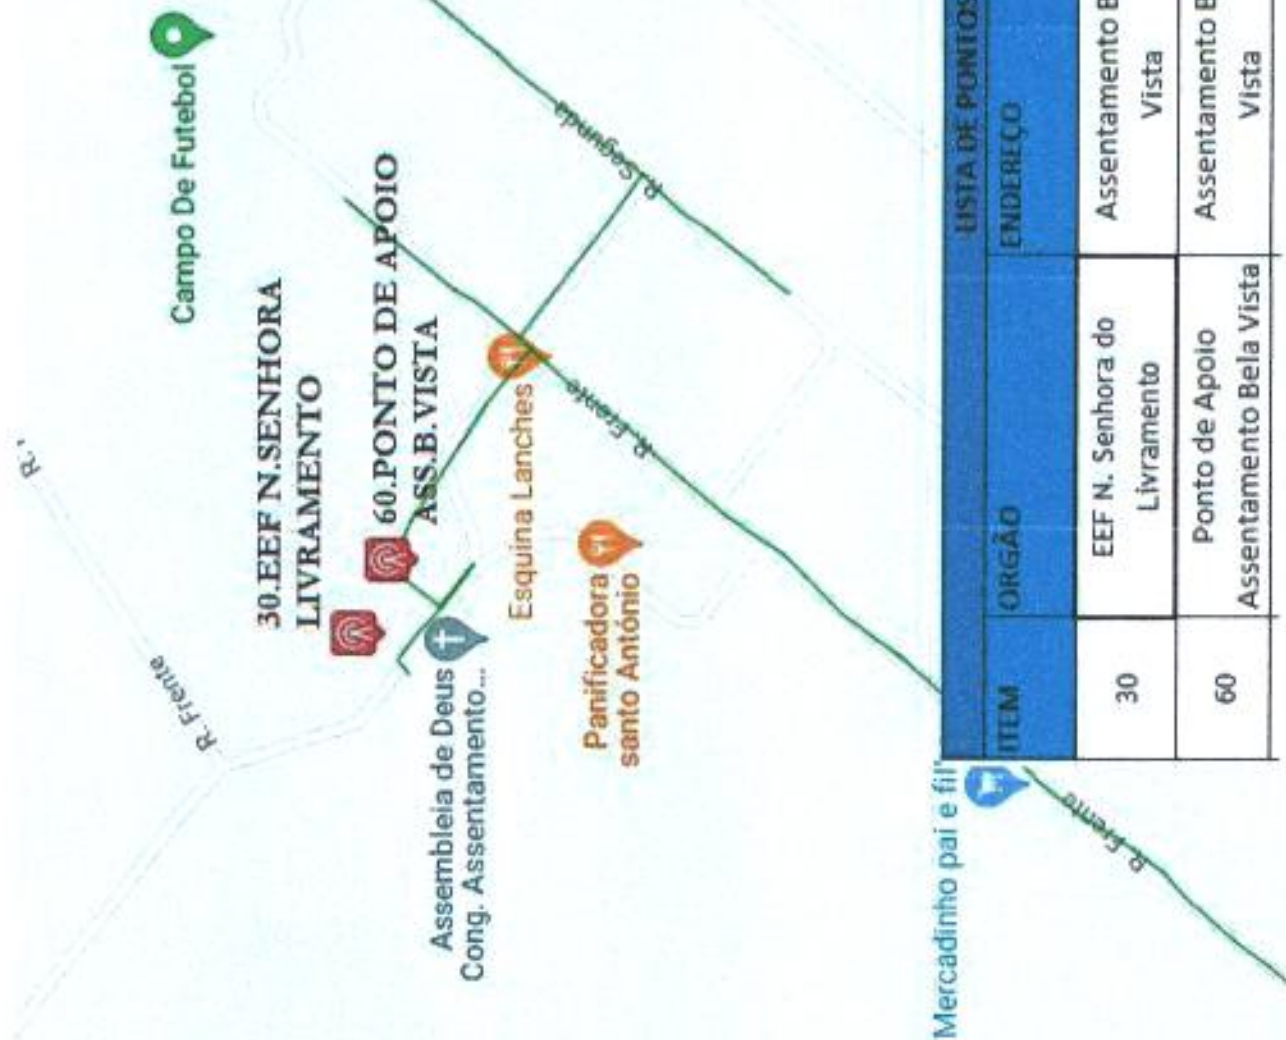 Campo De Futebol
30.EEF N.SENHORA
LIVRAMENTO
60.PONTO DE APOIO
ASS.B.VISTA
R. Frente
R. Segunda
Esquina Lanches
R. Frente
Assembleia de Deus
Cong. Assentamento...
Panificadora
santo Antônio
Mercadinho pai e fil
R. Frente
LISTA DE PONTOS
ITEM ORGÃO ENDEREÇO
30 EEF N. Senhora do Livramento Assentamento B Vista
60 Ponto de Apoio Assentamento Bela Vista Assentamento B Vista